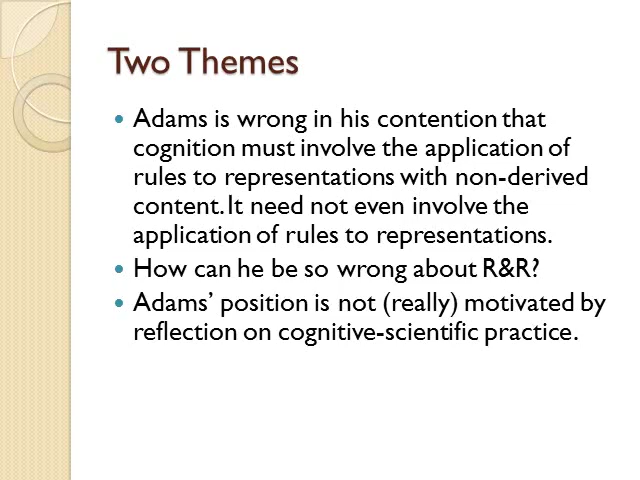 Two Themes
Adams is wrong in his contention that
cognition must involve the application of
rules to representations with non-derived
content. It need not even involve the
application of rules to representations.
How can he be so wrong about R&R?
Adams' position is not (really) motivated by
reflection on cognitive-scientific practice.